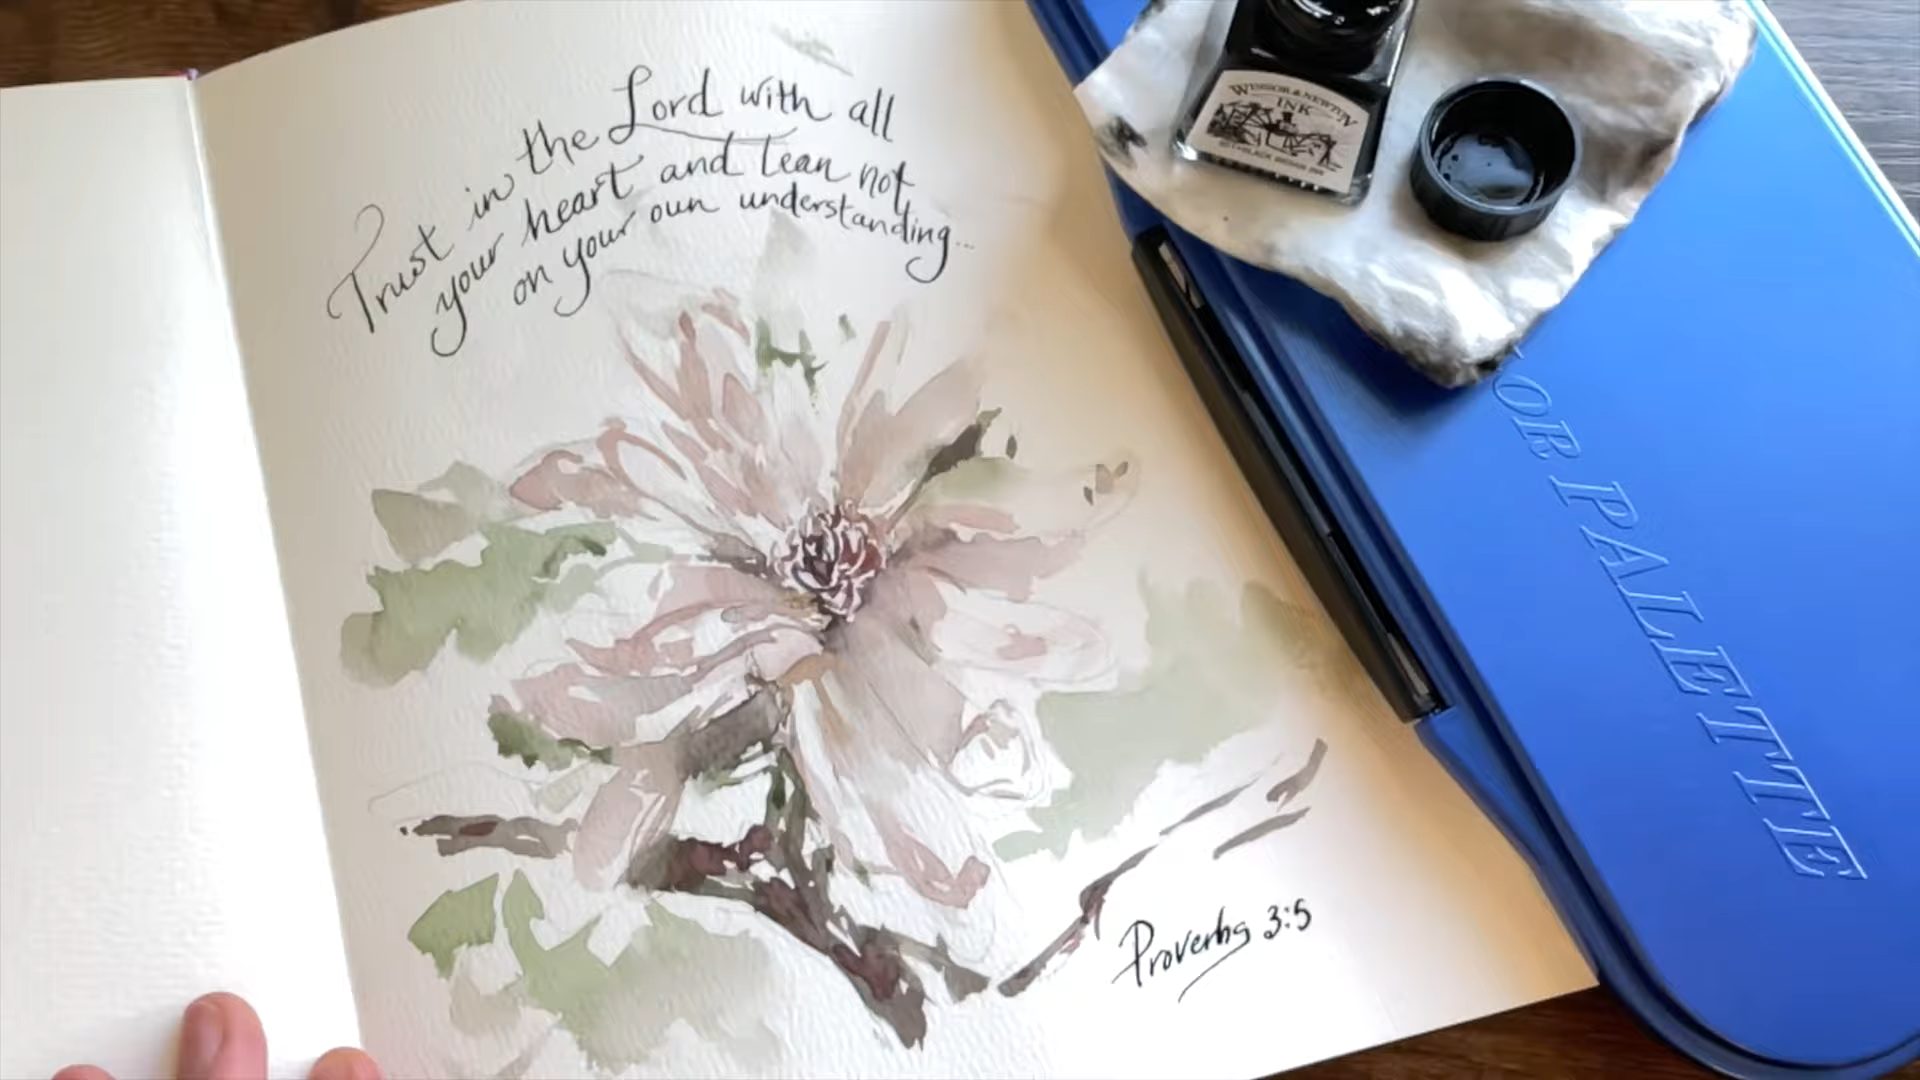 Trust in the Lord with all
your heart and lean not
on your own understanding...
Proverbs 3:5
WINSOR & NEWTON
INK
OR PALETTE